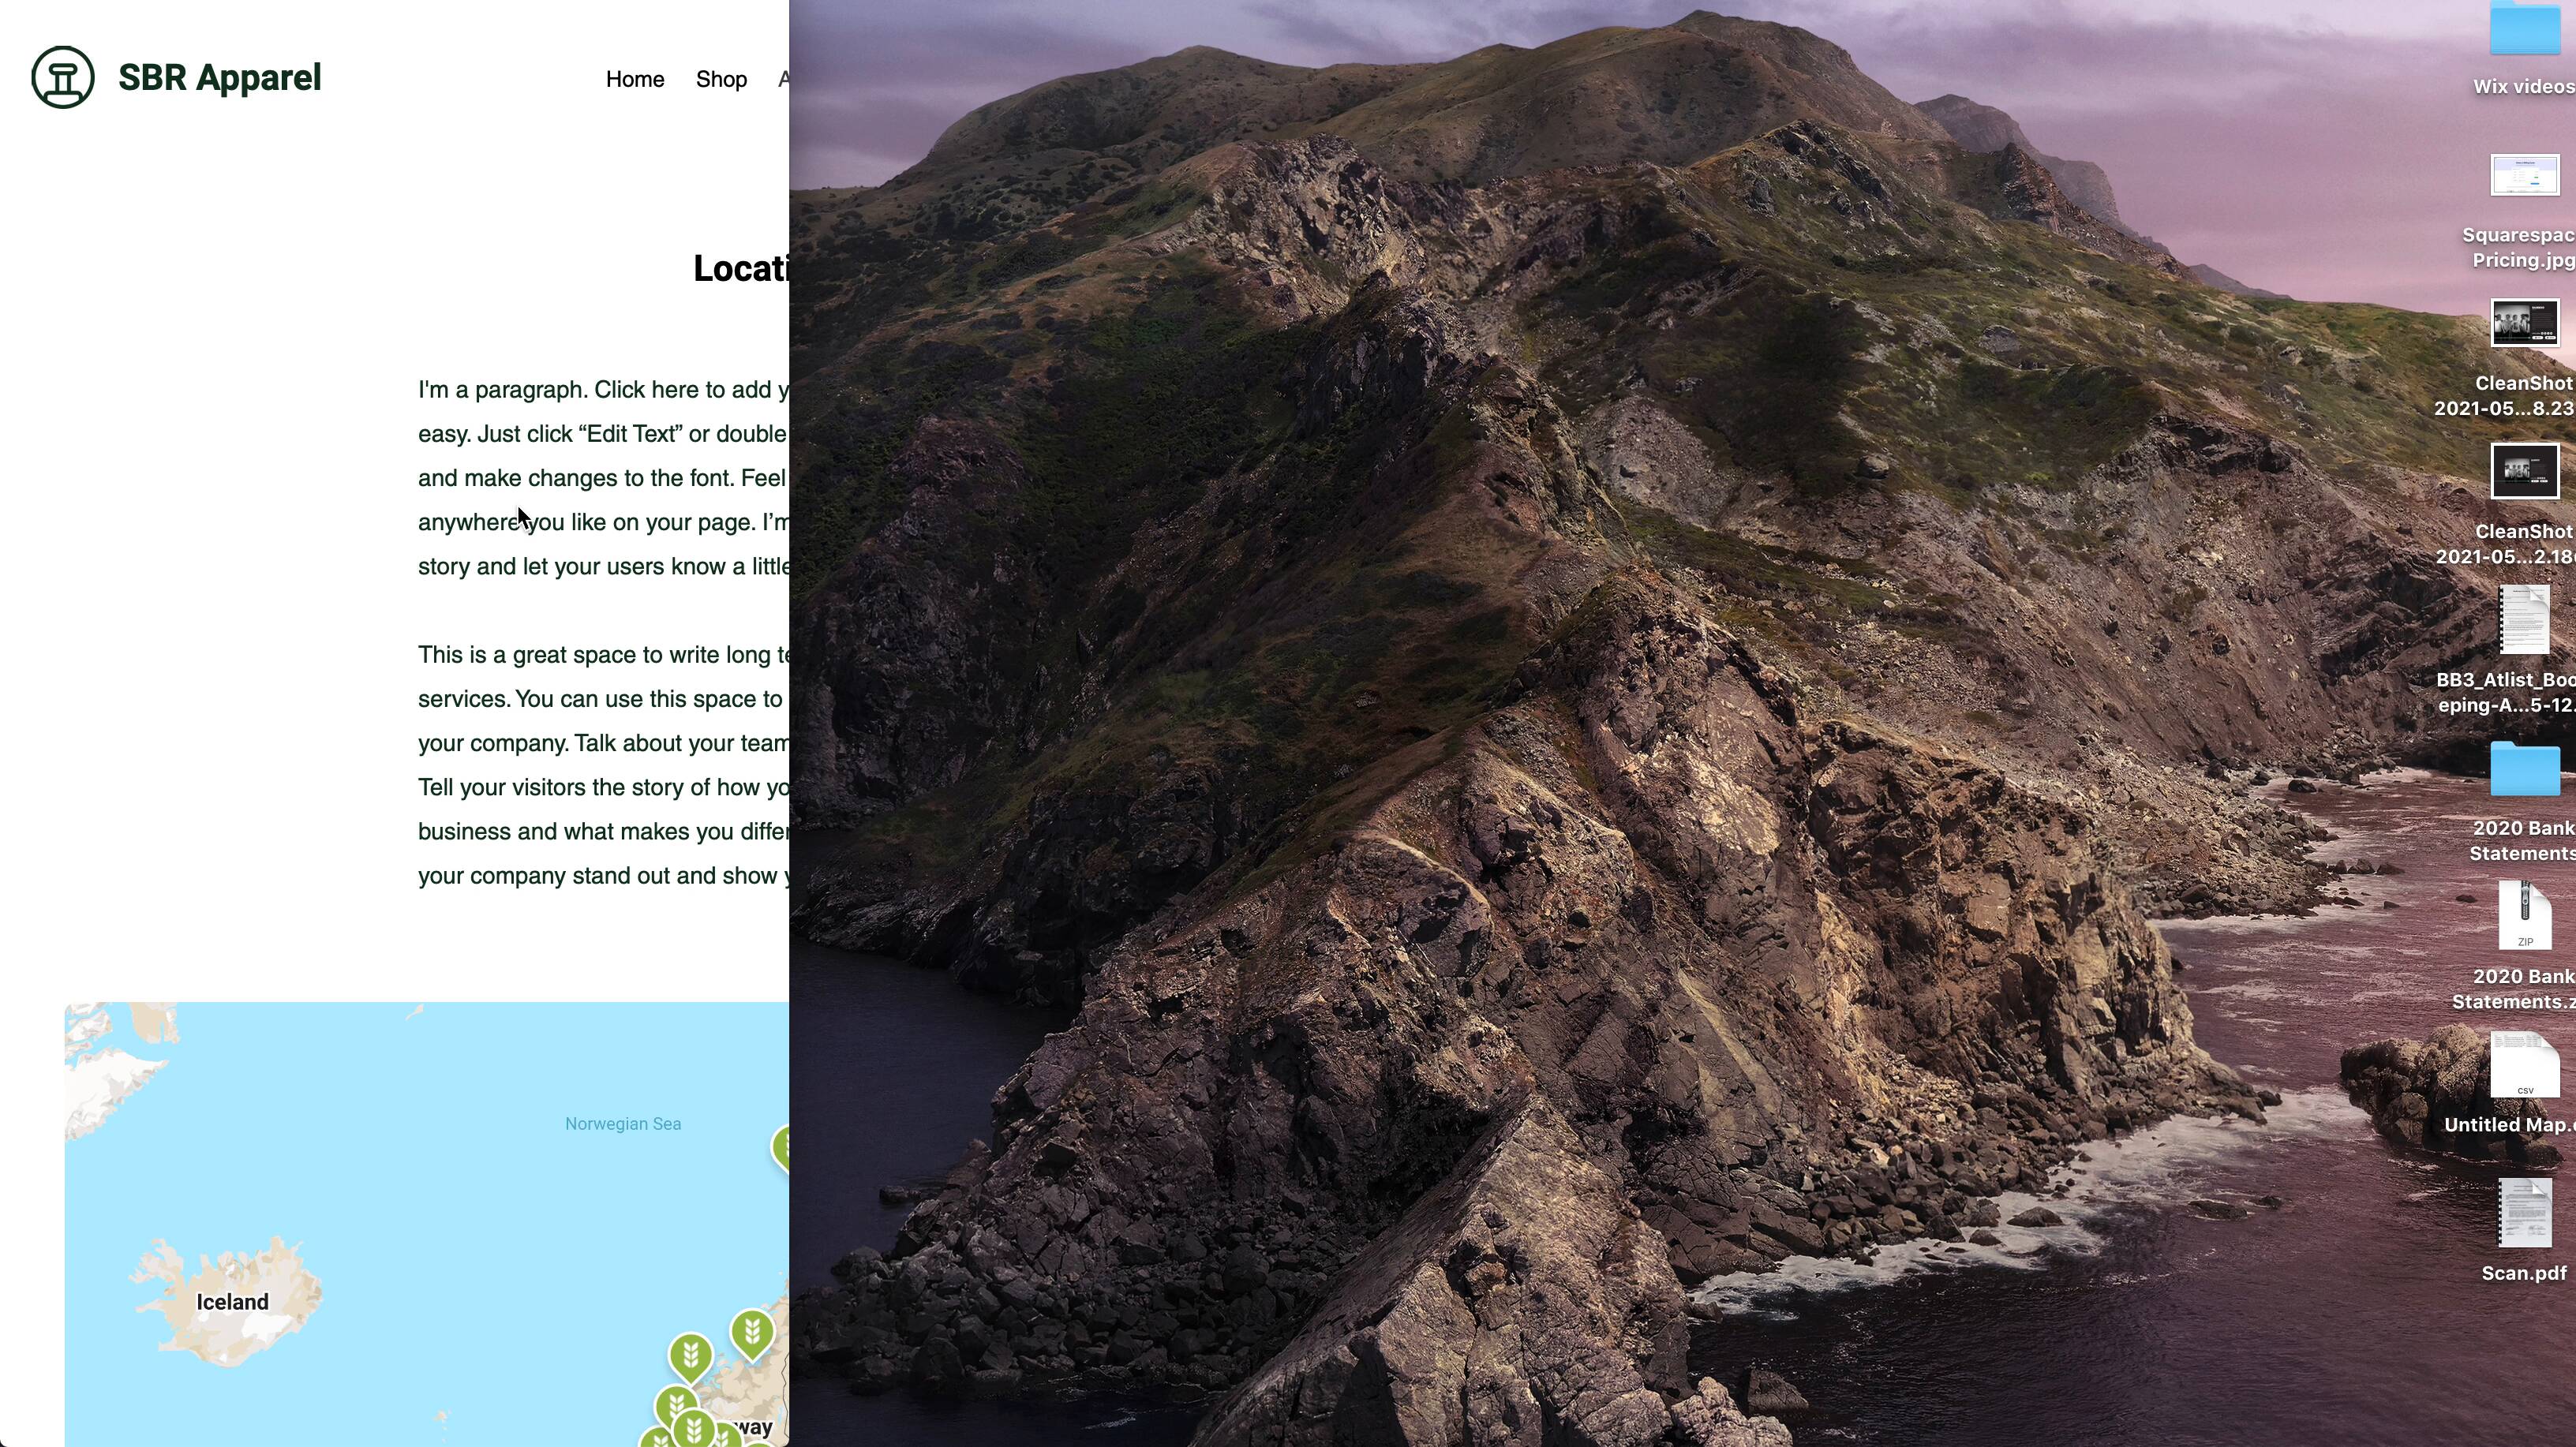 SBR Apparel
Home Shop A
Locati
I'm a paragraph. Click here to add y
easy. Just click “Edit Text” or double
and make changes to the font. Feel
anywhere you like on your page. I’m
story and let your users know a little
This is a great space to write long te
services. You can use this space to
your company. Talk about your team
Tell your visitors the story of how yo
business and what makes you differ
your company stand out and show y
Norwegian Sea
Iceland
way
Wix videos
Squarespac
Pricing.jpg
CleanShot
2021-05...8.23
CleanShot
2021-05...2.18
BB3_Atlist_Boo
eping-A...5-12.
2020 Bank
Statements
ZIP
2020 Bank
Statements.z
CSV
Untitled Map.
Scan.pdf